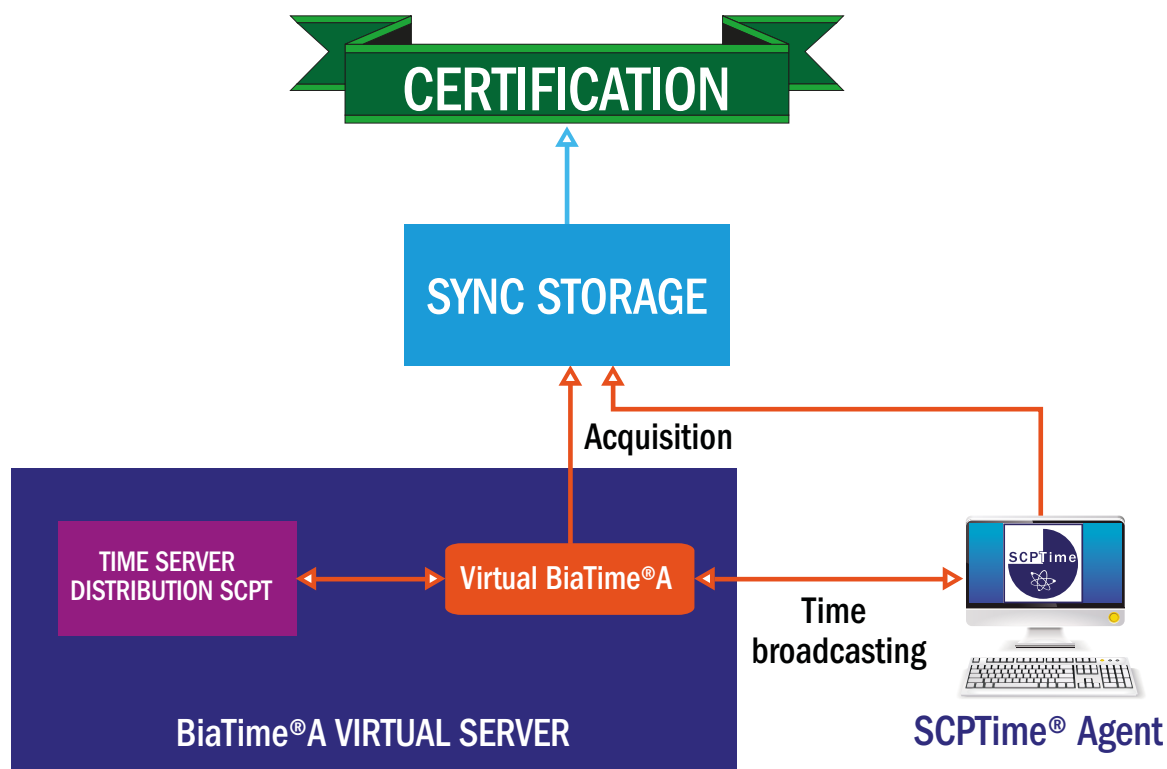 CERTIFICATION
SYNC STORAGE
Acquisition
TIME SERVER
DISTRIBUTION SCPT
Virtual BiaTime®A
Time
broadcasting
SCPTime
BiaTime®A VIRTUAL SERVER
SCPTime® Agent